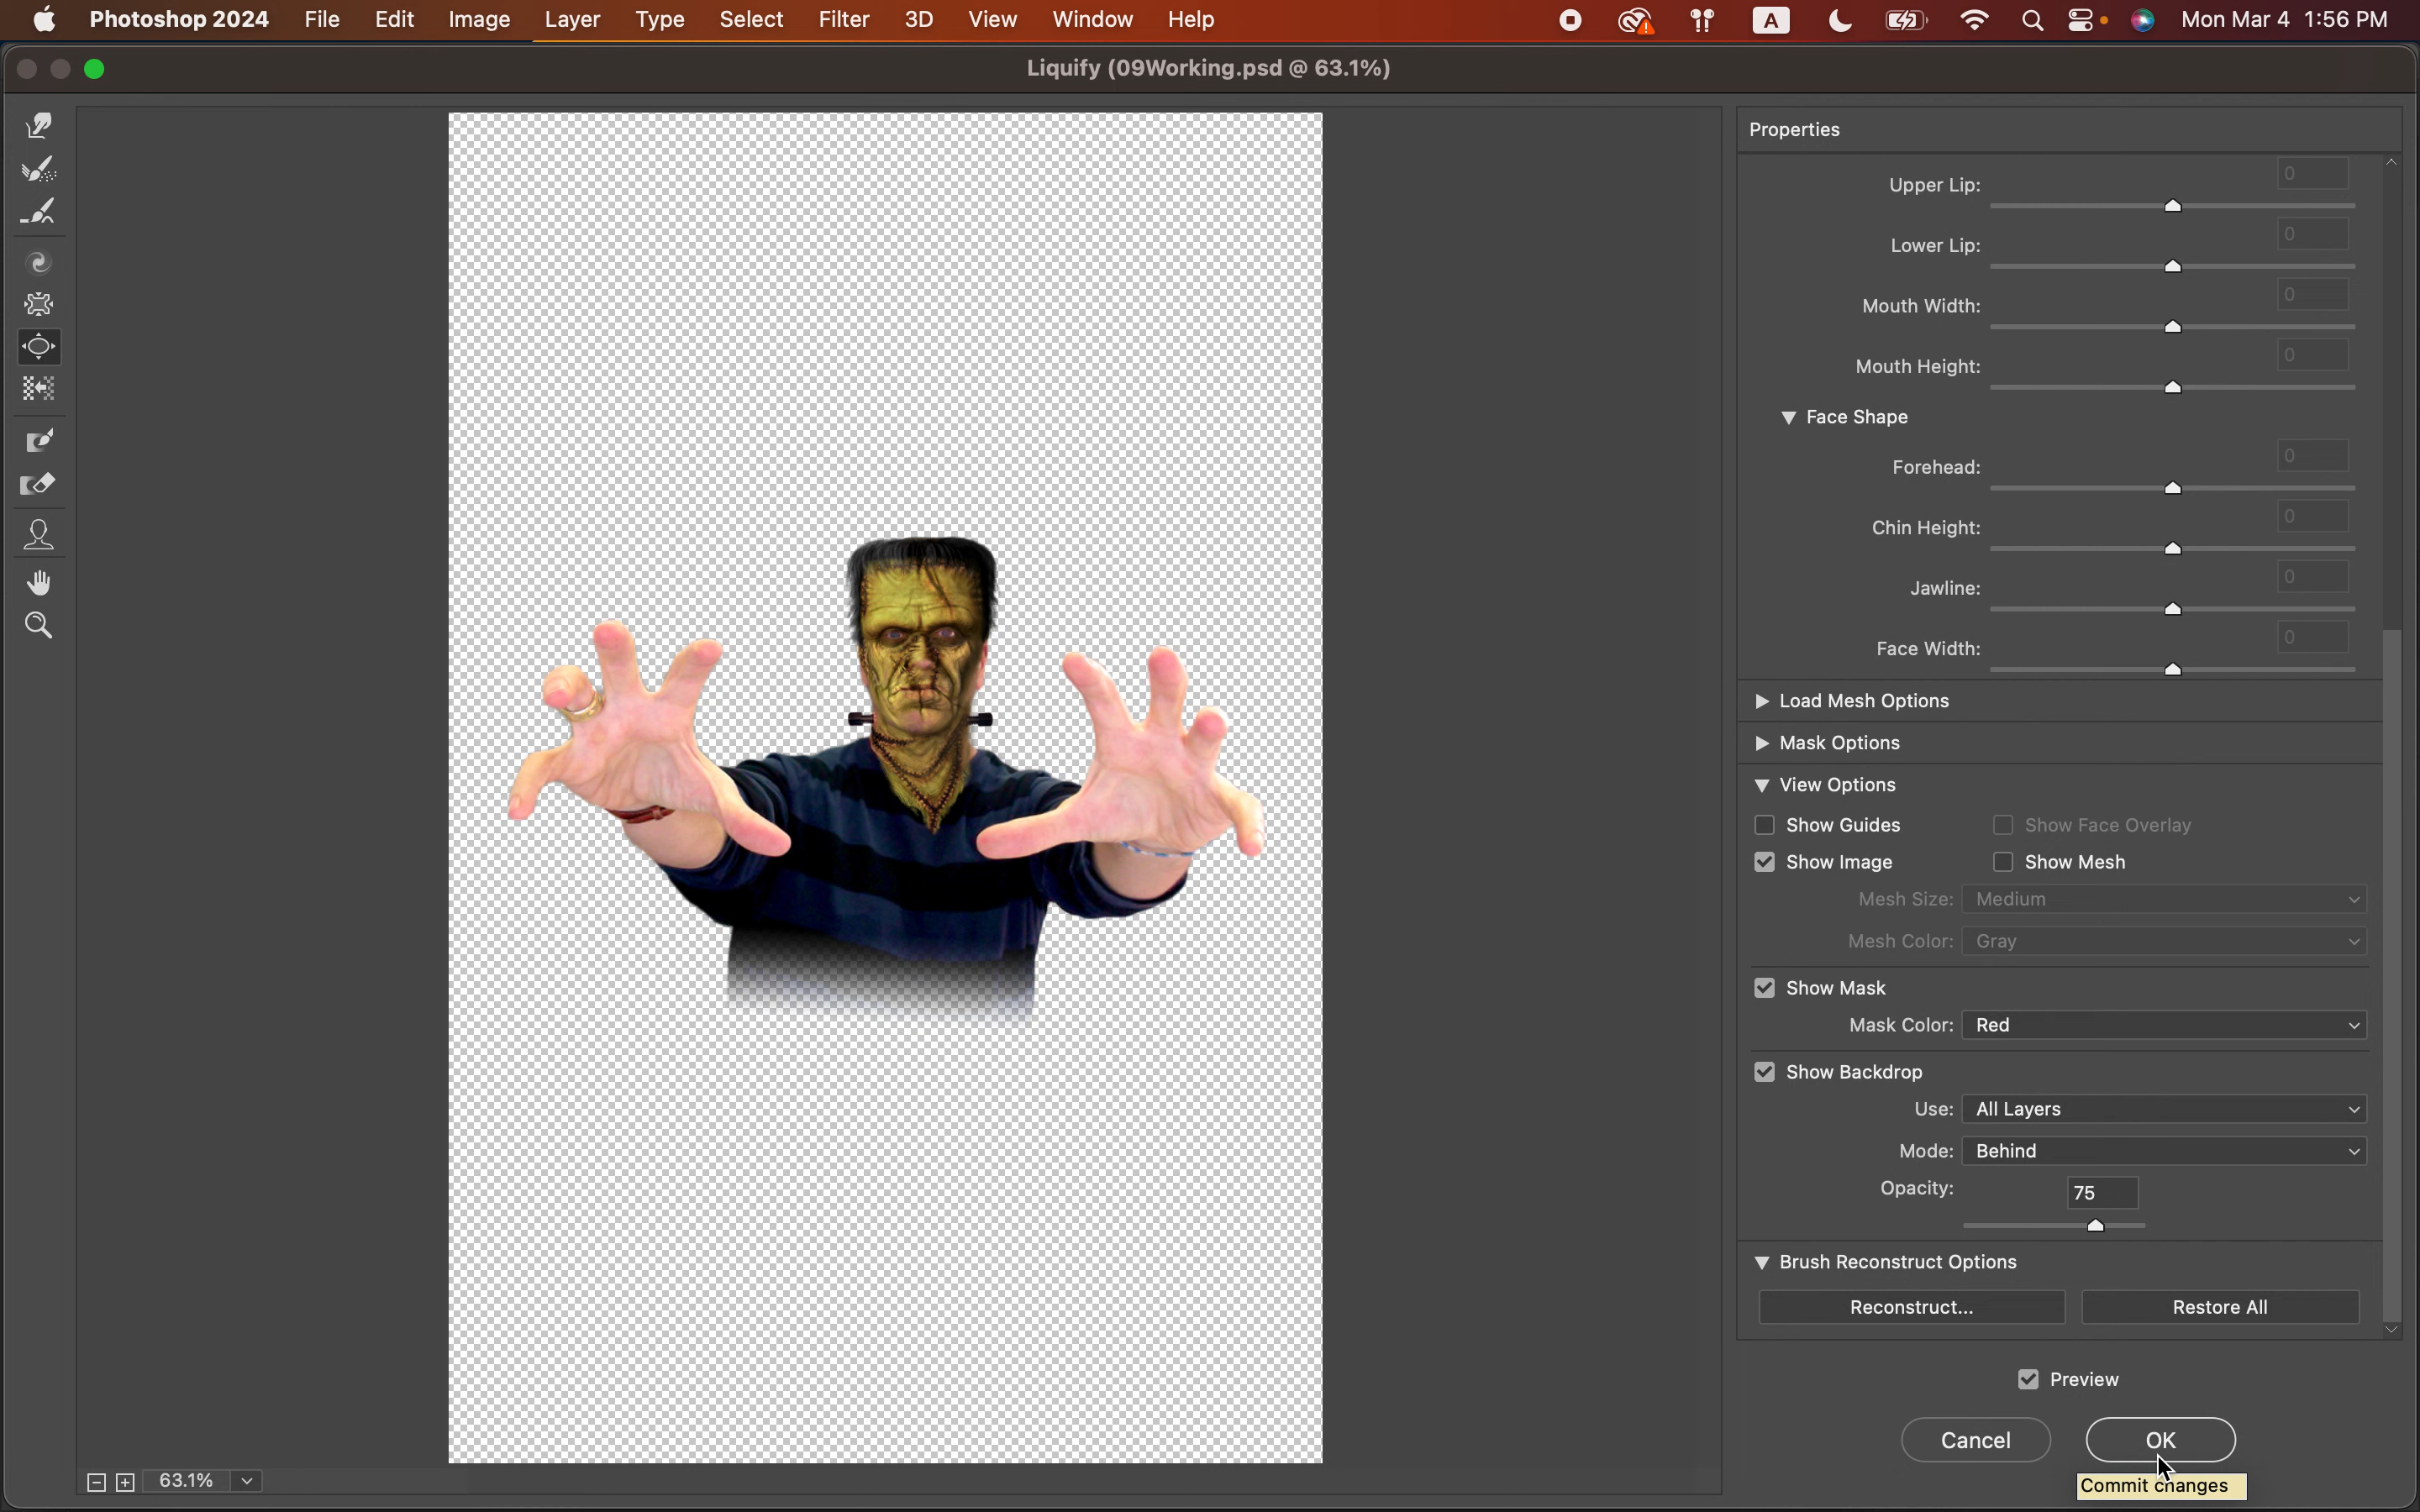 Photoshop 2024 File Edit Image Layer Type Select Filter 3D View Window Help A Mon Mar 4 1:56 PM
Liquify (09Working.psd @ 63.1%)
Properties
Upper Lip: 0
Lower Lip: 0
Mouth Width: 0
Mouth Height: 0
Face Shape
Forehead: 0
Chin Height: 0
Jawline: 0
Face Width: 0
Load Mesh Options
Mask Options
View Options
Show Guides Show Face Overlay
Show Image Show Mesh
Mesh Size: Medium
Mesh Color: Gray
Show Mask
Mask Color: Red
Show Backdrop
Use: All Layers
Mode: Behind
Opacity: 75
Brush Reconstruct Options
Reconstruct... Restore All
Preview
Cancel OK
63.1% Commit changes